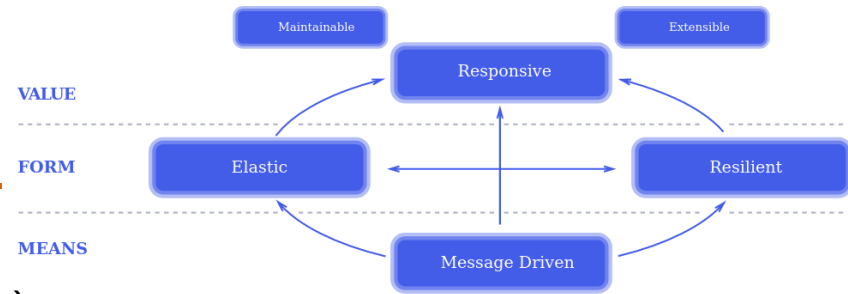 Maintainable
Extensible
Responsive
VALUE
FORM
Elastic
Resilient
MEANS
Message Driven